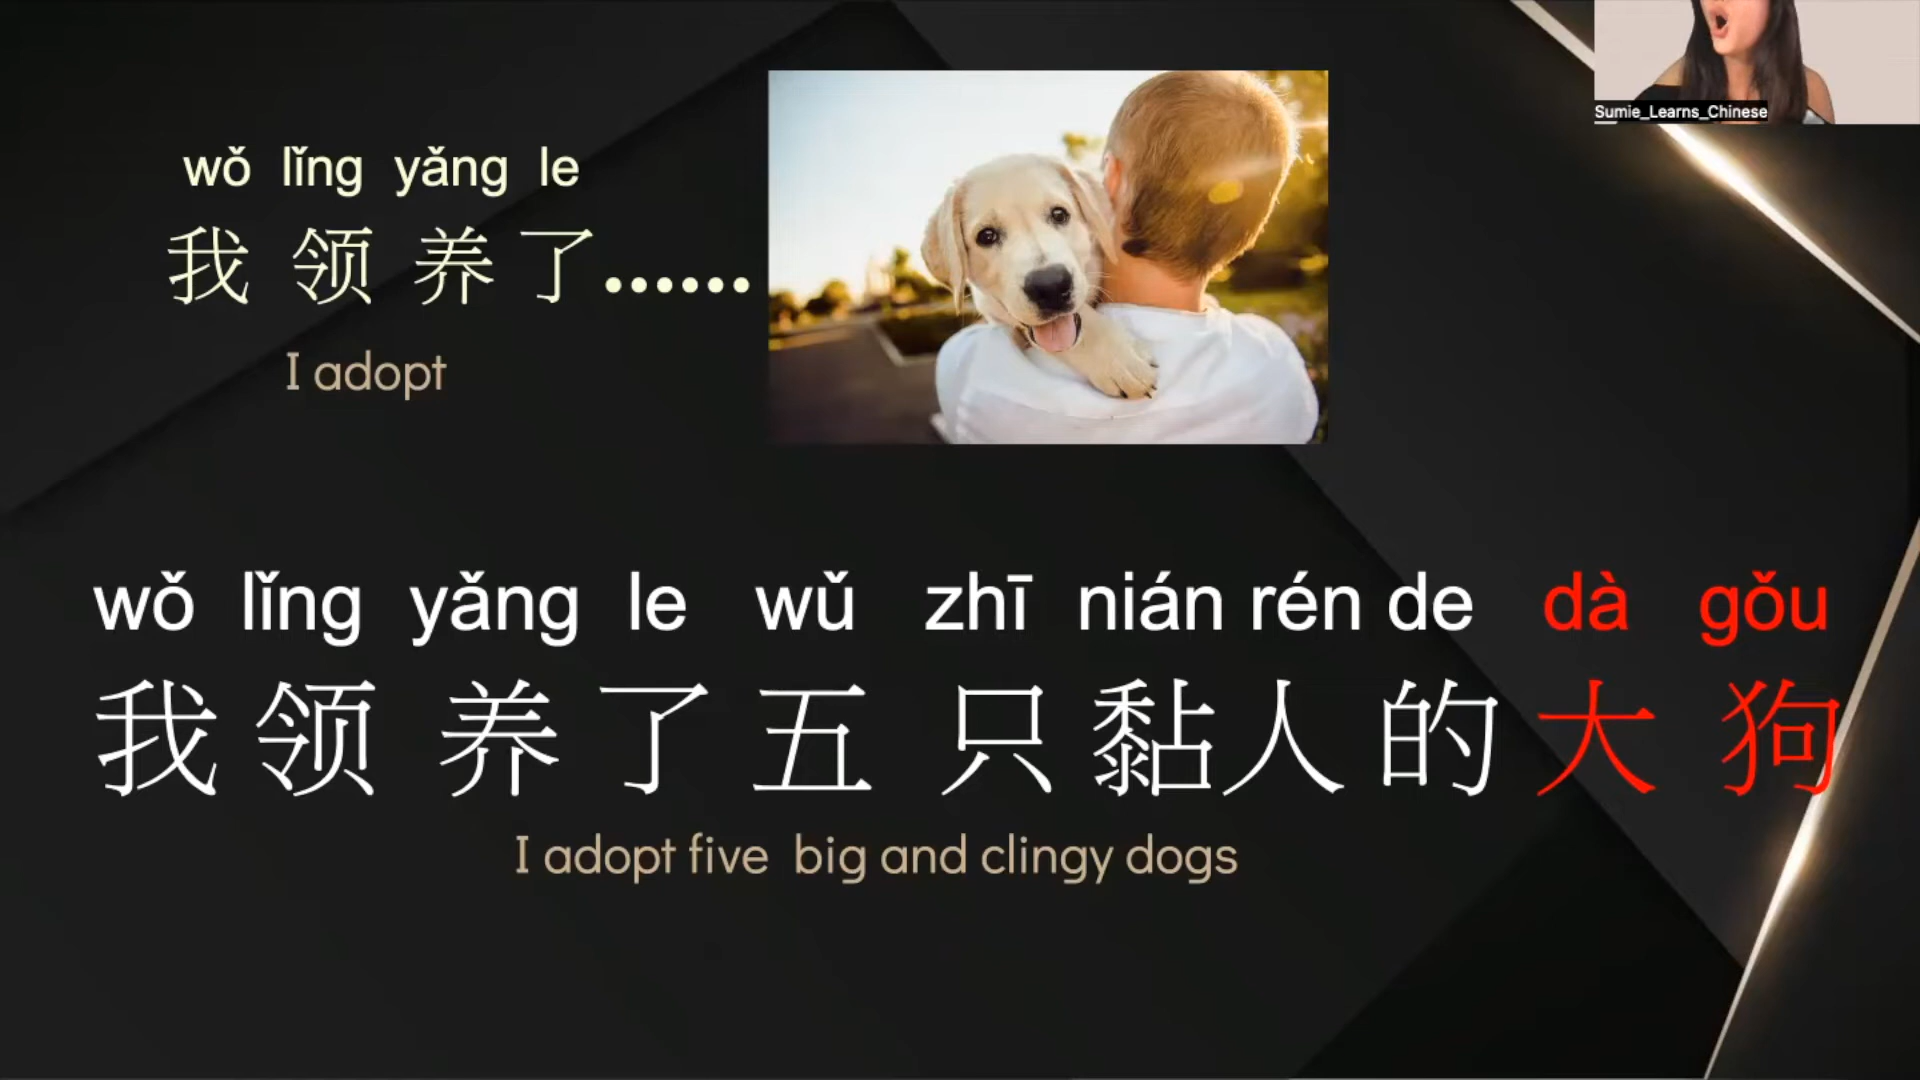 Sumie_Learns_Chinese
wǒ lǐng yǎng le
我 领 养 了......
I adopt
wǒ lǐng yǎng le wǔ zhī nián rén de dà gǒu
我 领 养 了 五 只 黏人 的 大 狗
I adopt five big and clingy dogs